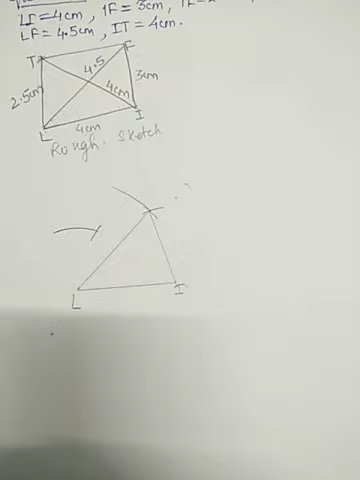 LI=4cm, IF=3cm,
LF=4.5cm, IT=4cm.
T F
4.5
2.5cm 4cm 3cm
L 4cm I
Rough Sketch
L I